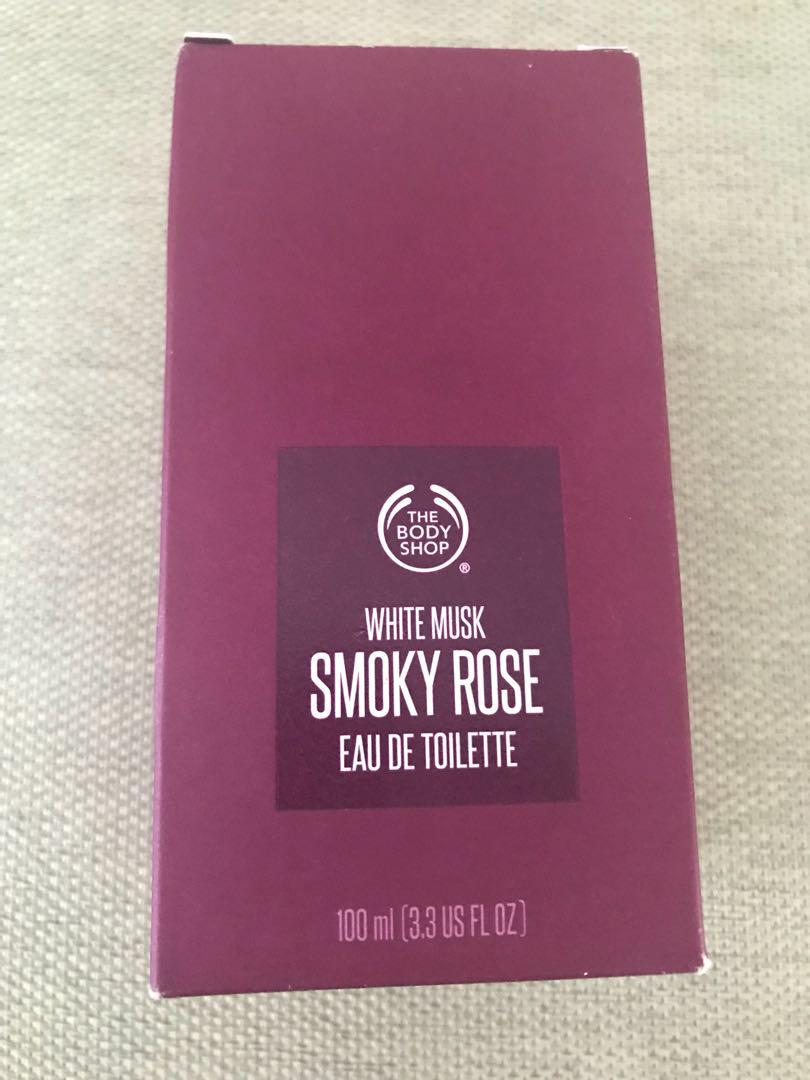 THE
BODY
SHOP
®
WHITE MUSK
SMOKY ROSE
EAU DE TOILETTE
100 ml (3.3 US FL OZ)